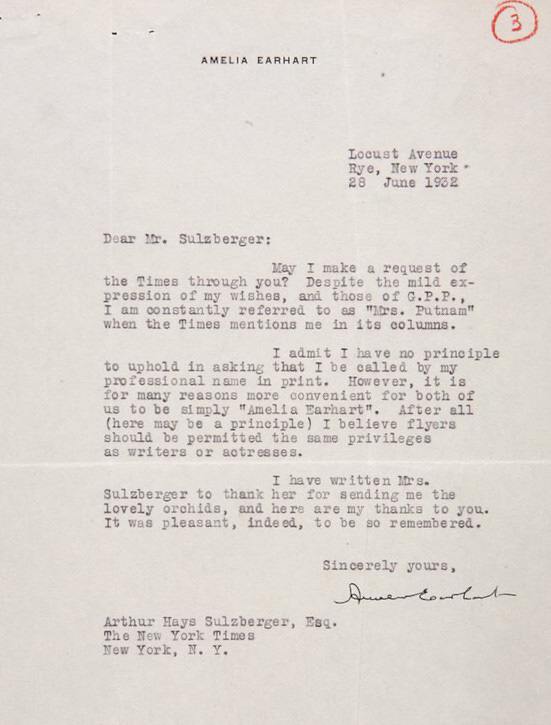 3
AMELIA EARHART
Locust Avenue
Rye, New York
28 June 1932
Dear Mr. Sulzberger:
May I make a request of
the Times through you? Despite the mild ex-
pression of my wishes, and those of G.P.P.,
I am constantly referred to as "Mrs. Putnam"
when the Times mentions me in its columns.
I admit I have no principle
to uphold in asking that I be called by my
professional name in print. However, it is
for many reasons more convenient for both of
us to be simply "Amelia Earhart". After all
(here may be a principle) I believe flyers
should be permitted the same privileges
as writers or actresses.
I have written Mrs.
Sulzberger to thank her for sending me the
lovely orchids, and here are my thanks to you.
It was pleasant, indeed, to be so remembered.
Sincerely yours,
Amelia Earhart
Arthur Hays Sulzberger, Esq.
The New York Times
New York, N. Y.